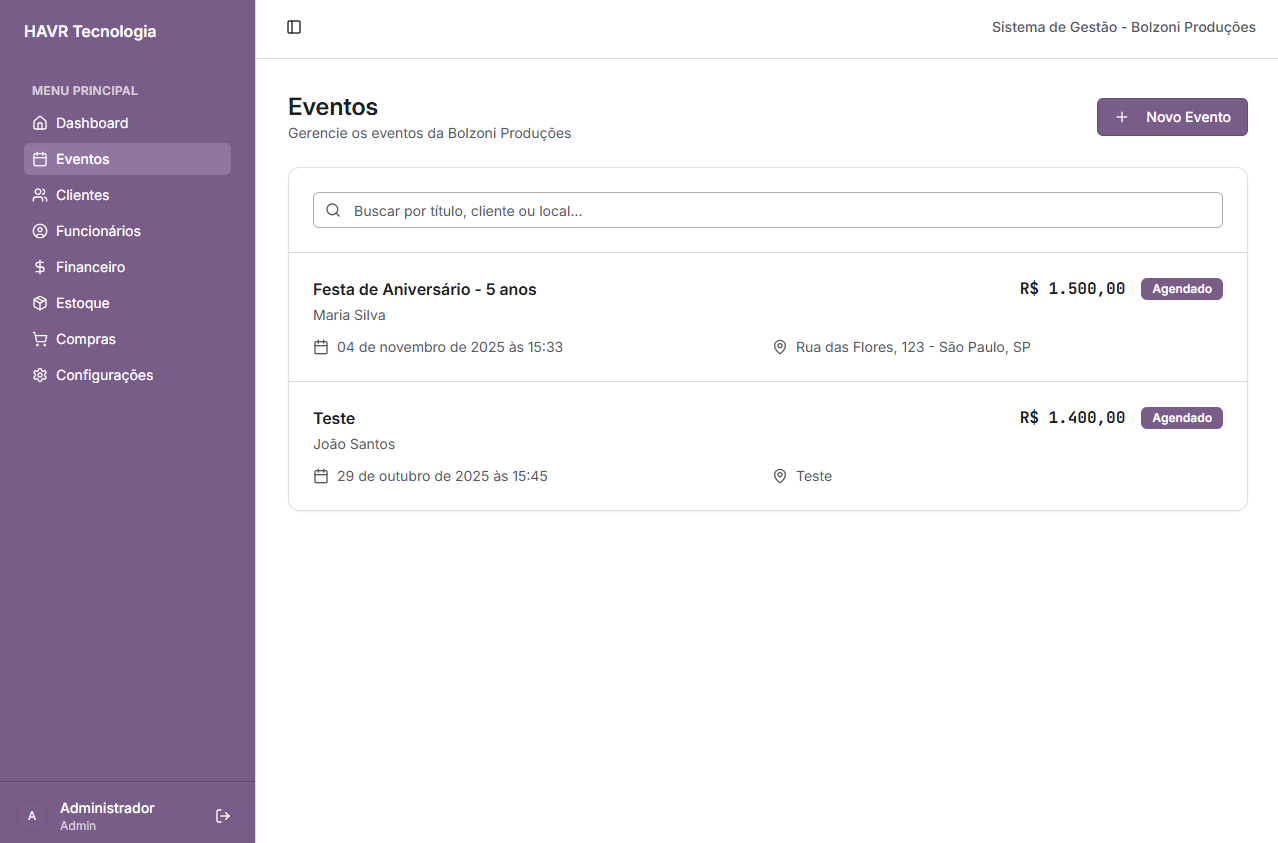 HAVR Tecnologia
Sistema de Gestão - Bolzoni Produções
MENU PRINCIPAL
Dashboard
Eventos
Clientes
Funcionários
Financeiro
Estoque
Compras
Configurações
A
Administrador
Admin
Eventos
Gerencie os eventos da Bolzoni Produções
Novo Evento
Buscar por título, cliente ou local...
Festa de Aniversário - 5 anos
R$ 1.500,00 Agendado
Maria Silva
04 de novembro de 2025 às 15:33
Rua das Flores, 123 - São Paulo, SP
Teste
R$ 1.400,00 Agendado
João Santos
29 de outubro de 2025 às 15:45
Teste